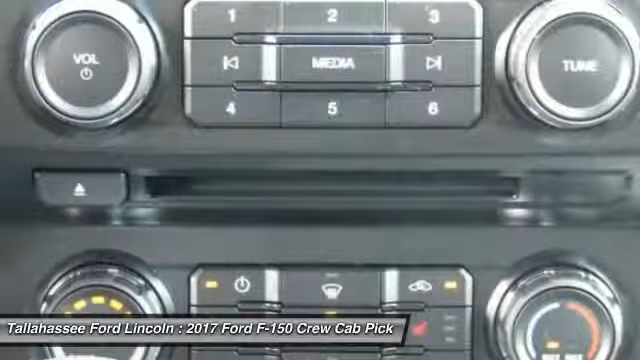 VOL
1 2 3
MEDIA
TUNE
4 5 6
Tallahassee Ford Lincoln : 2017 Ford F-150 Crew Cab Pick